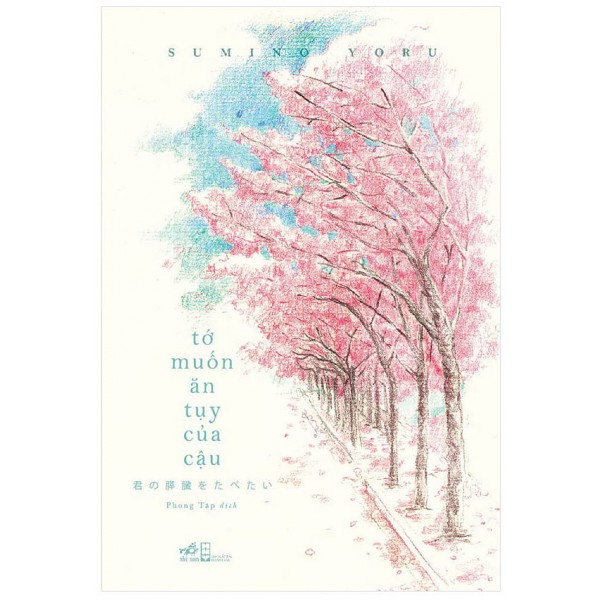 SUMINO YORU
tớ
muốn
ăn
tụy
của
cậu
君の膵臓をたべたい
Phong Tập dịch